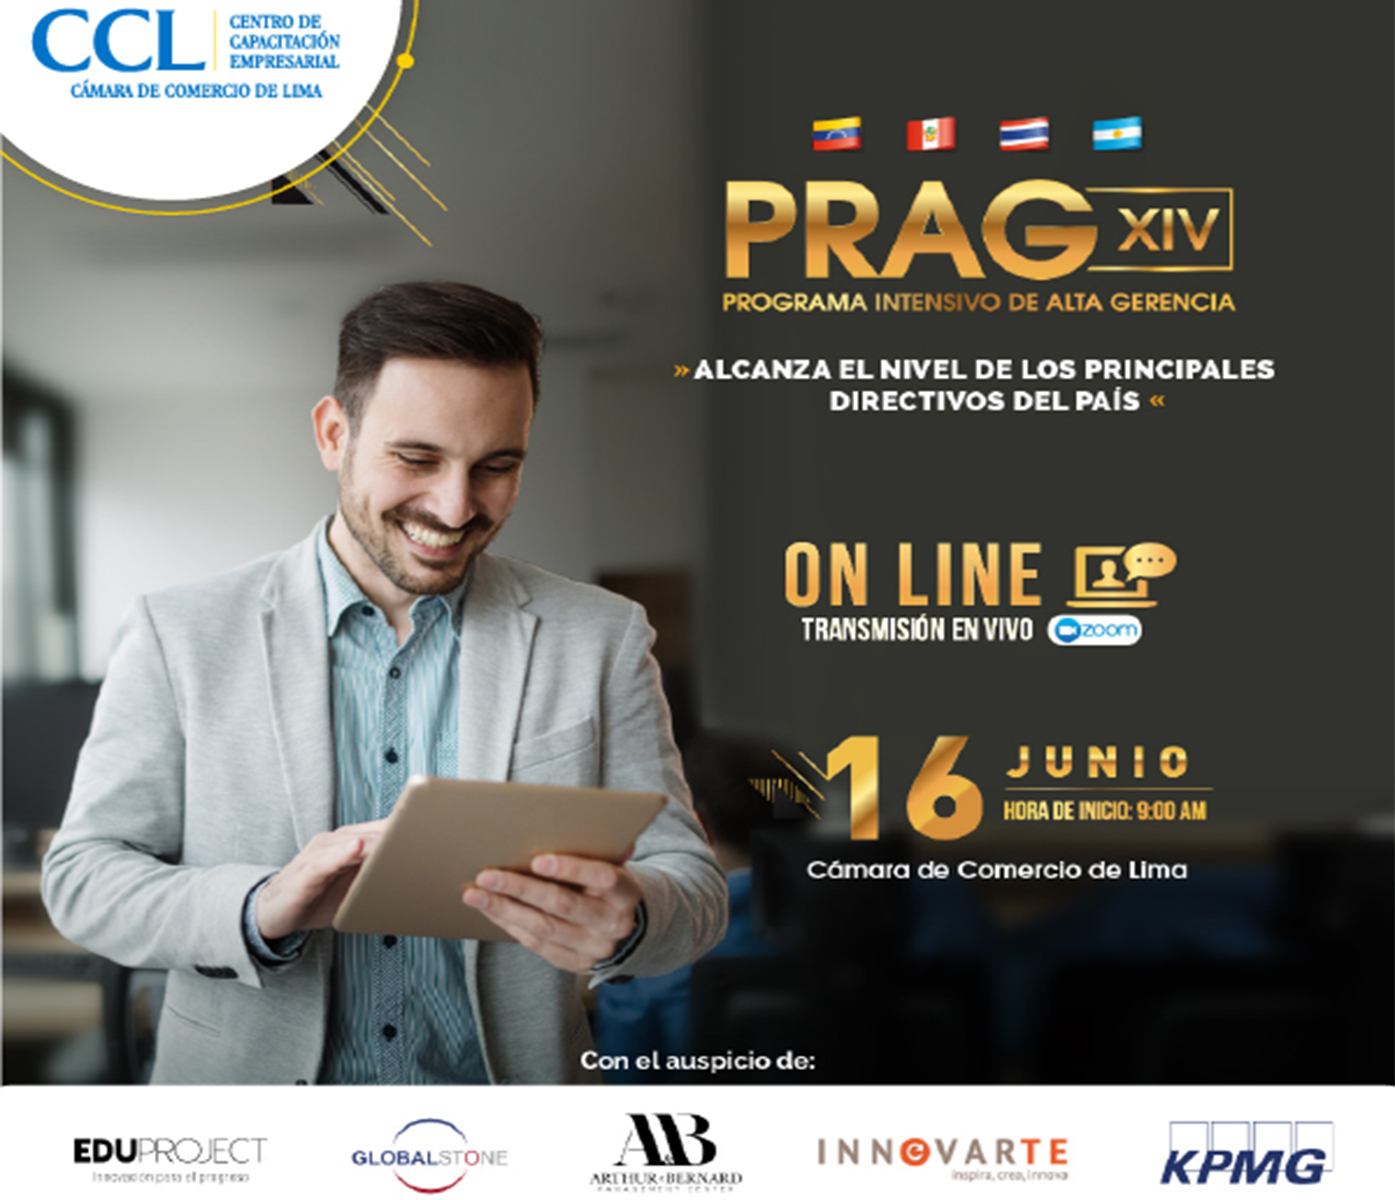 CCL
CENTRO DE
CAPACITACIÓN
EMPRESARIAL
CÁMARA DE COMERCIO DE LIMA
PRAG XIV
PROGRAMA INTENSIVO DE ALTA GERENCIA
» ALCANZA EL NIVEL DE LOS PRINCIPALES
DIRECTIVOS DEL PAÍS «
ON LINE
TRANSMISIÓN EN VIVO zoom
16 JUNIO
HORA DE INICIO: 9:00 AM
Cámara de Comercio de Lima
Con el auspicio de:
EDUPROJECT
Innovación para el progreso
GLOBALSTONE
A&B
ARTHUR & BERNARD
MANAGEMENT CENTER
INNOVARTE
inspira, crea, innova
KPMG